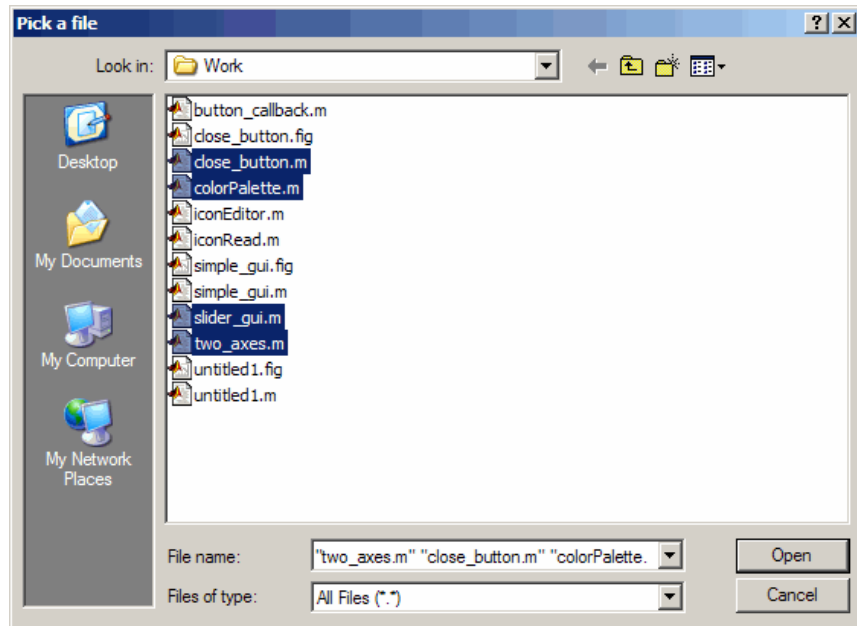 Pick a file
Look in: Work
button_callback.m
close_button.fig
close_button.m
colorPalette.m
iconEditor.m
iconRead.m
simple_gui.fig
simple_gui.m
slider_gui.m
two_axes.m
untitled1.fig
untitled1.m
Desktop
My Documents
My Computer
My Network
Places
File name: "two_axes.m" "close_button.m" "colorPalette. Open
Files of type: All Files (*.*) Cancel